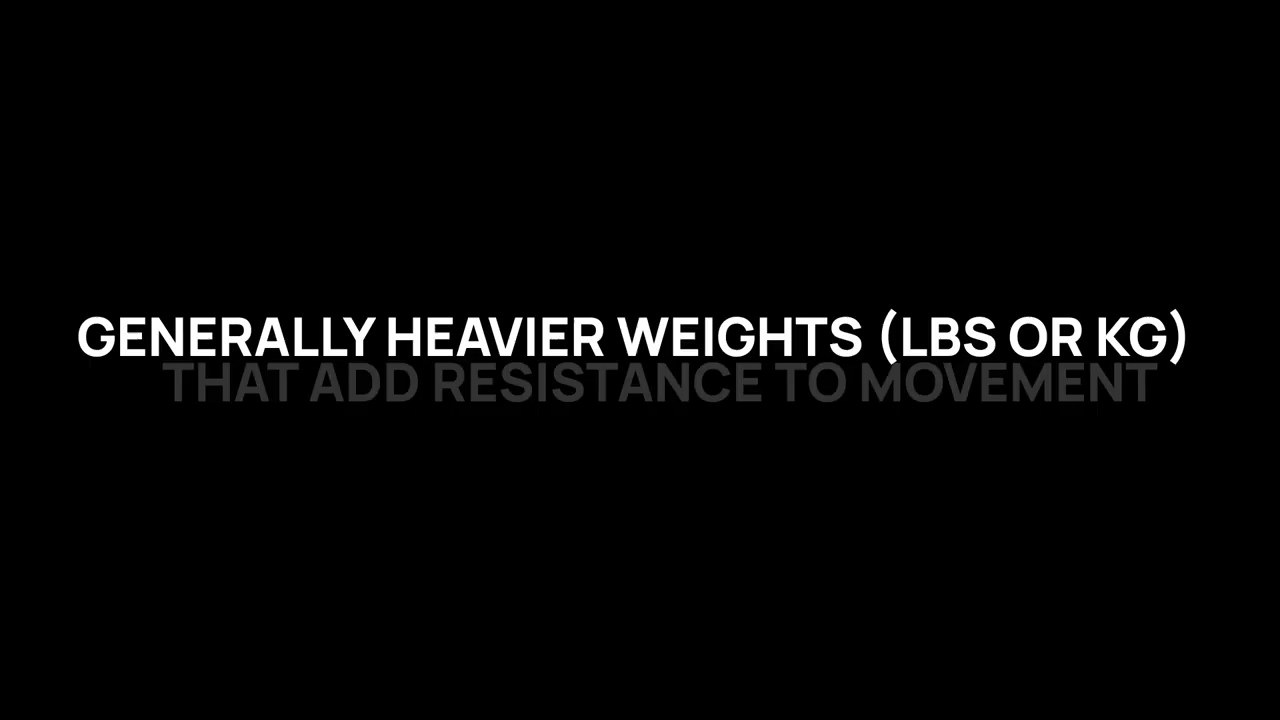 GENERALLY HEAVIER WEIGHTS (LBS OR KG)
THAT ADD RESISTANCE TO MOVEMENT